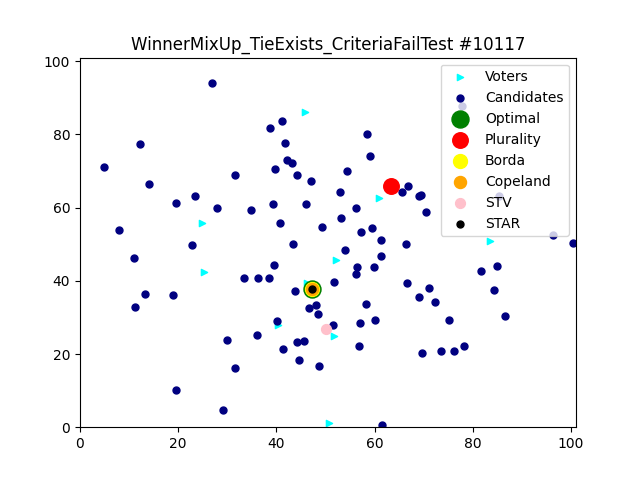 WinnerMixUp_TieExists_CriteriaFailTest #10117
100
80
60
40
20
0
0 20 40 60 80 100
Voters
Candidates
Optimal
Plurality
Borda
Copeland
STV
STAR